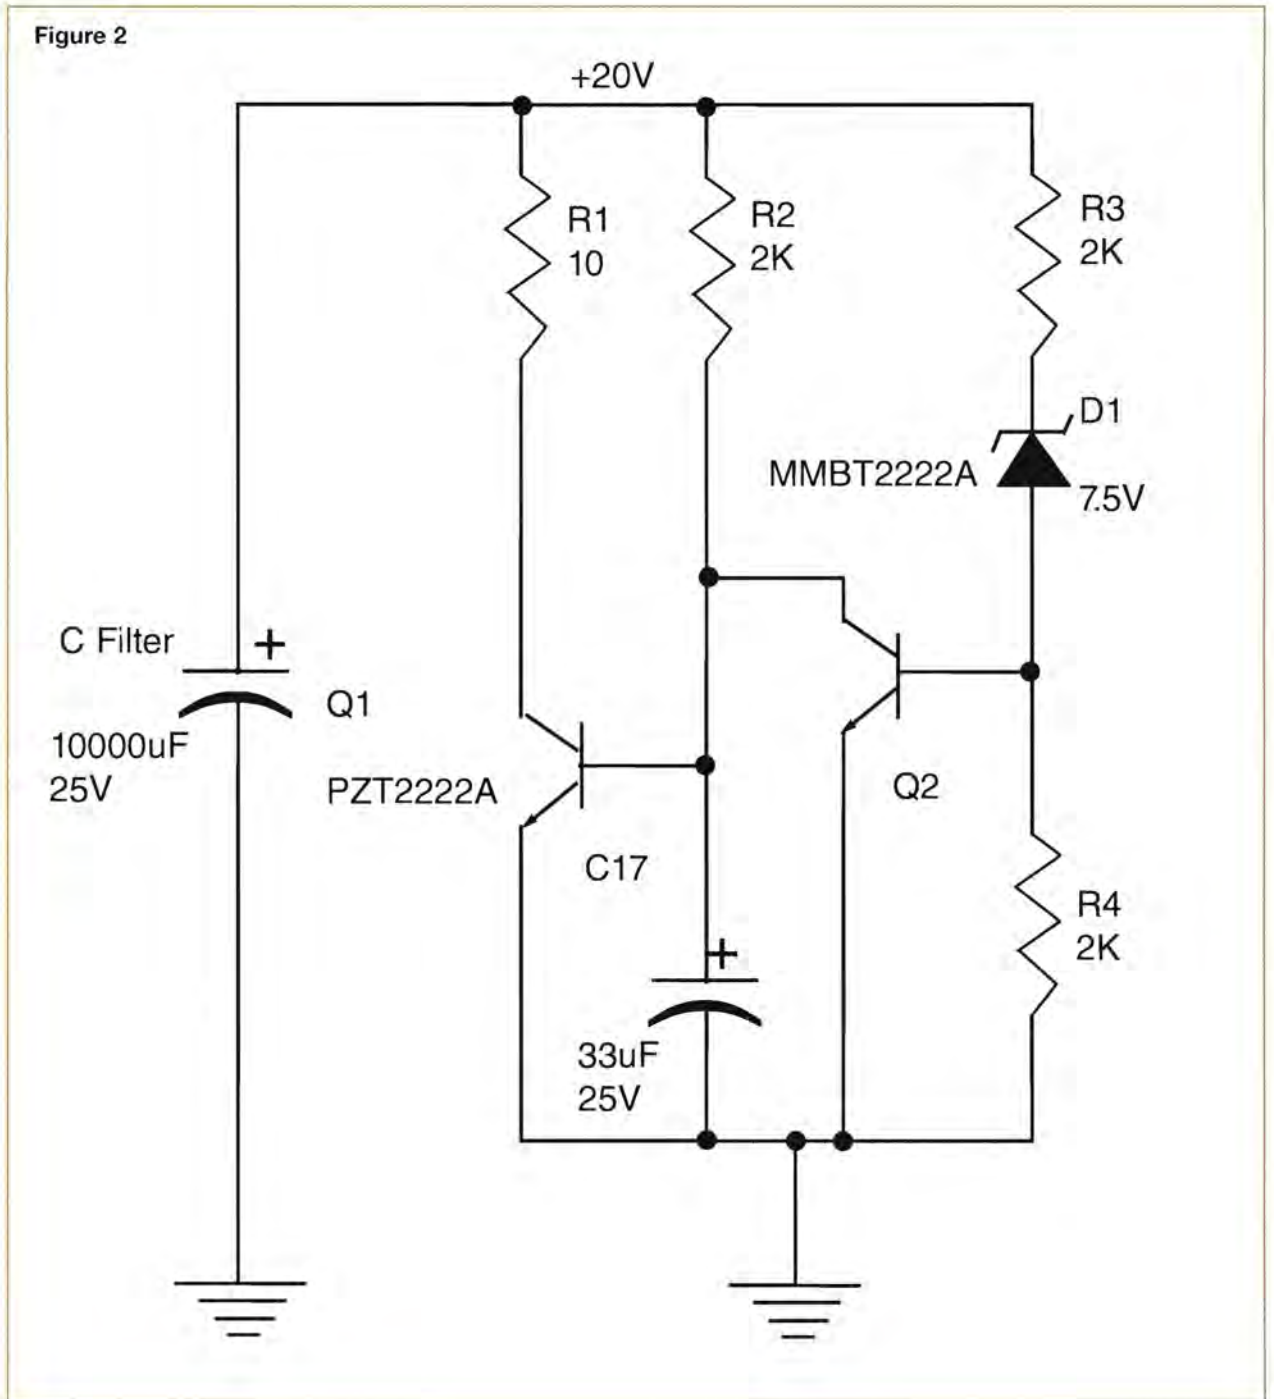 Figure 2
+20V
R1
10
R2
2K
R3
2K
D1
MMBT2222A
7.5V
C Filter
+
10000uF
25V
Q1
PZT2222A
Q2
C17
+
33uF
25V
R4
2K